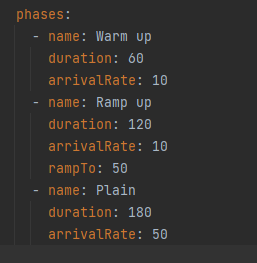 phases:
  - name: Warm up
    duration: 60
    arrivalRate: 10
  - name: Ramp up
    duration: 120
    arrivalRate: 10
    rampTo: 50
  - name: Plain
    duration: 180
    arrivalRate: 50